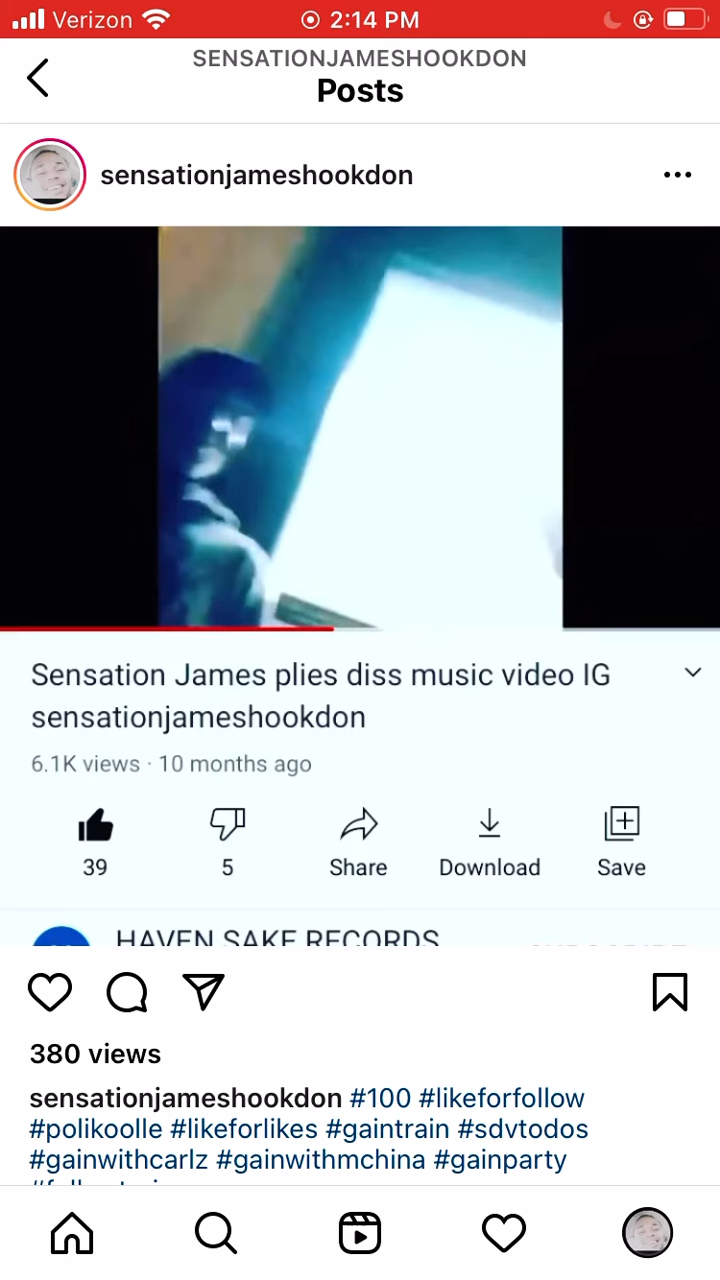 Verizon 2:14 PM
SENSATIONJAMESHOOKDON
Posts
sensationjameshookdon
Sensation James plies diss music video IG
sensationjameshookdon
6.1K views · 10 months ago
39 5 Share Download Save
HAVEN SAKE RECORDS
380 views
sensationjameshookdon #100 #likeforfollow
#polikoolle #likeforlikes #gaintrain #sdvtodos
#gainwithcarlz #gainwithmchina #gainparty